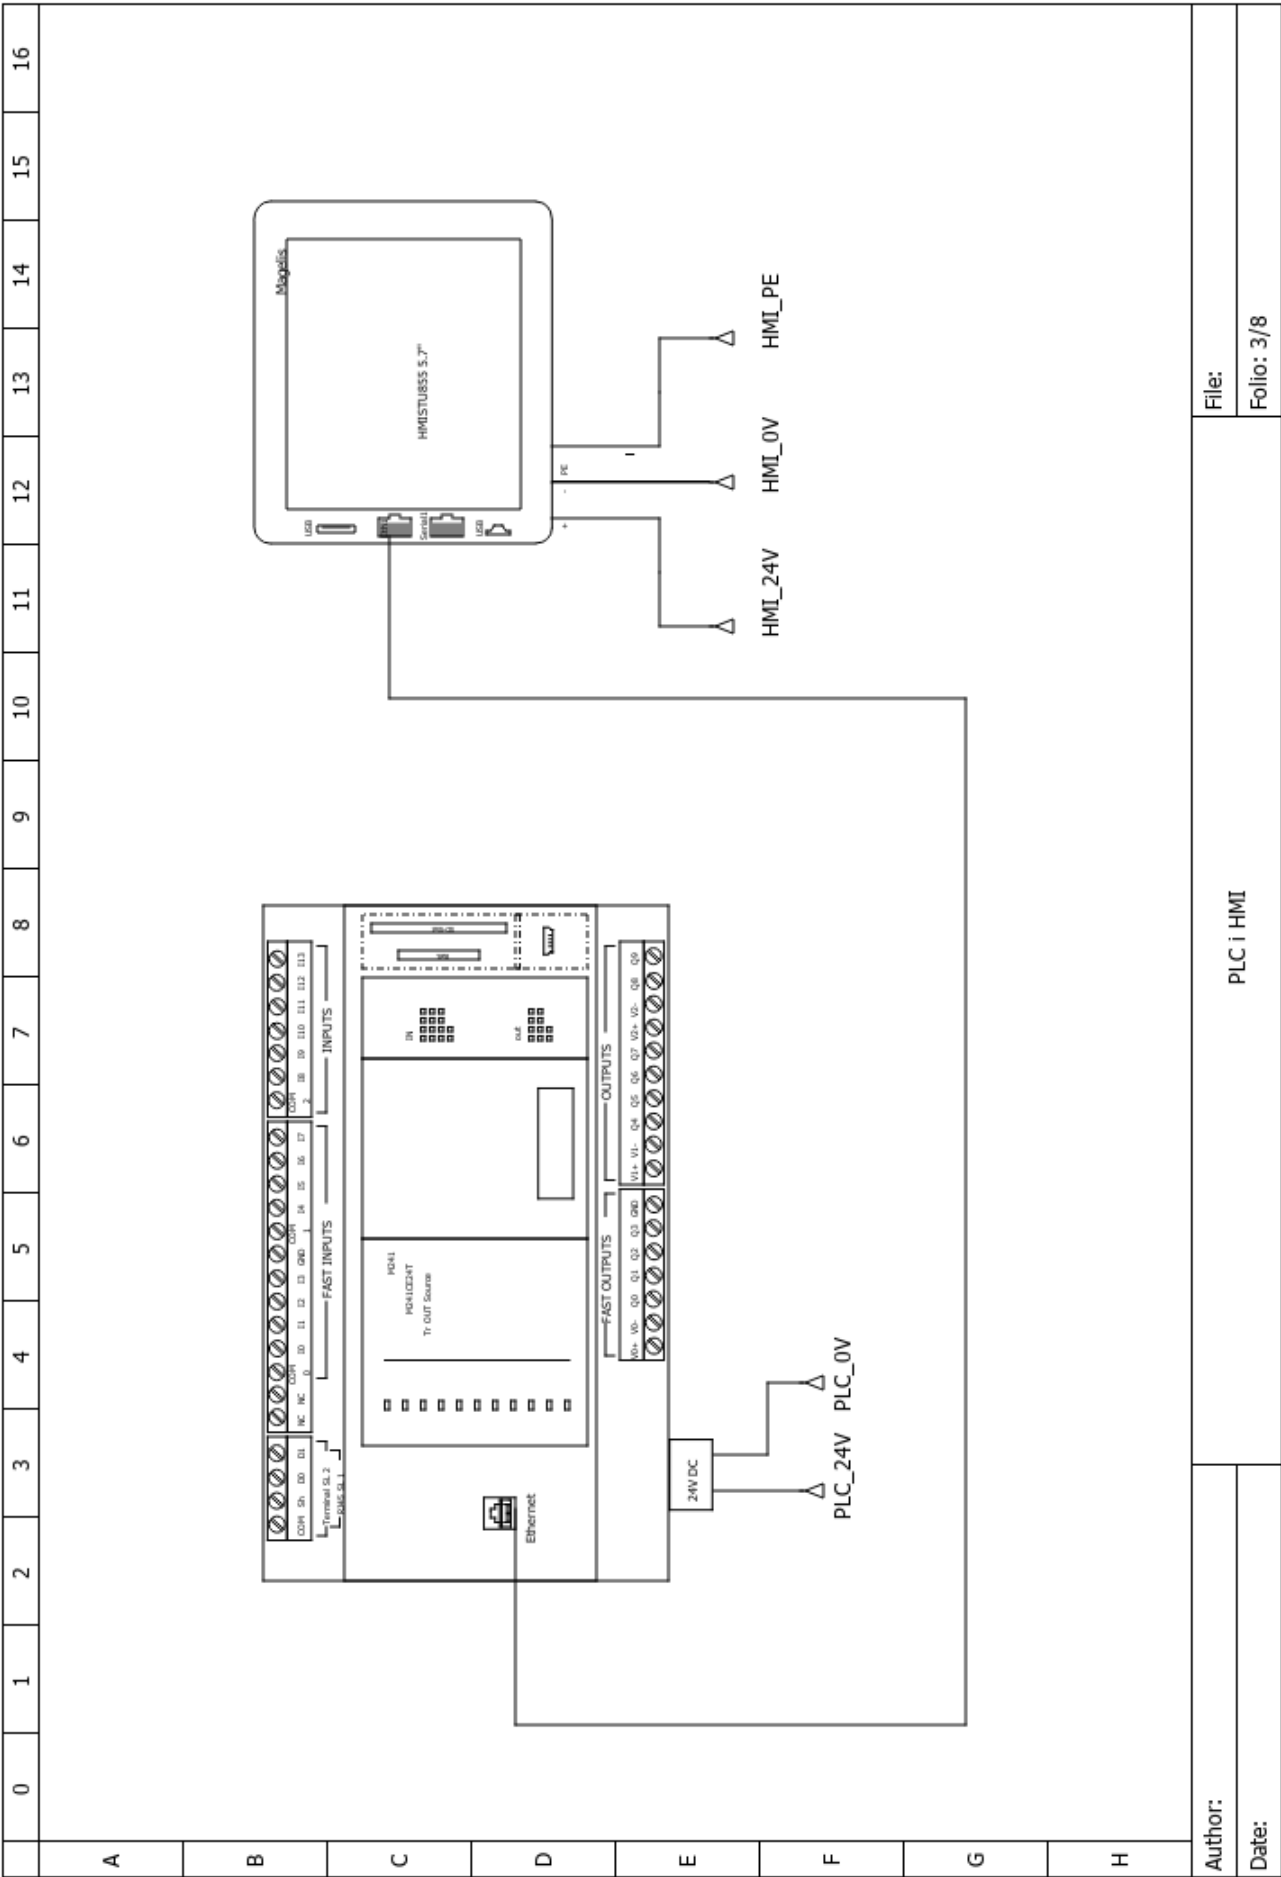 0 1 2 3 4 5 6 7 8 9 10 11 12 13 14 15 16
A
B
C
D
E
F
G
H
COM Sh D0 D1
NC NC COM 0 I0 I1 I2 I3 GND COM 1 I4 I5 I6 I7
COM 2 I8 I9 I10 I11 I12 I13
Terminal SL 2
RJ45 SL 1
FAST INPUTS
INPUTS
M241
M241CE24T
Tr OUT Source
IN
out
Ethernet
FAST OUTPUTS
OUTPUTS
V0+ V0- Q0 Q1 Q2 Q3 GND
V1+ V1- Q4 Q5 Q6 Q7 V2+ V2- Q8 Q9
24V DC
PLC_24V PLC_0V
Magelis
HMISTU855 5.7"
USB
Serial1
USB
+ - PE
HMI_24V HMI_0V HMI_PE
Author:
Date:
PLC i HMI
File:
Folio: 3/8